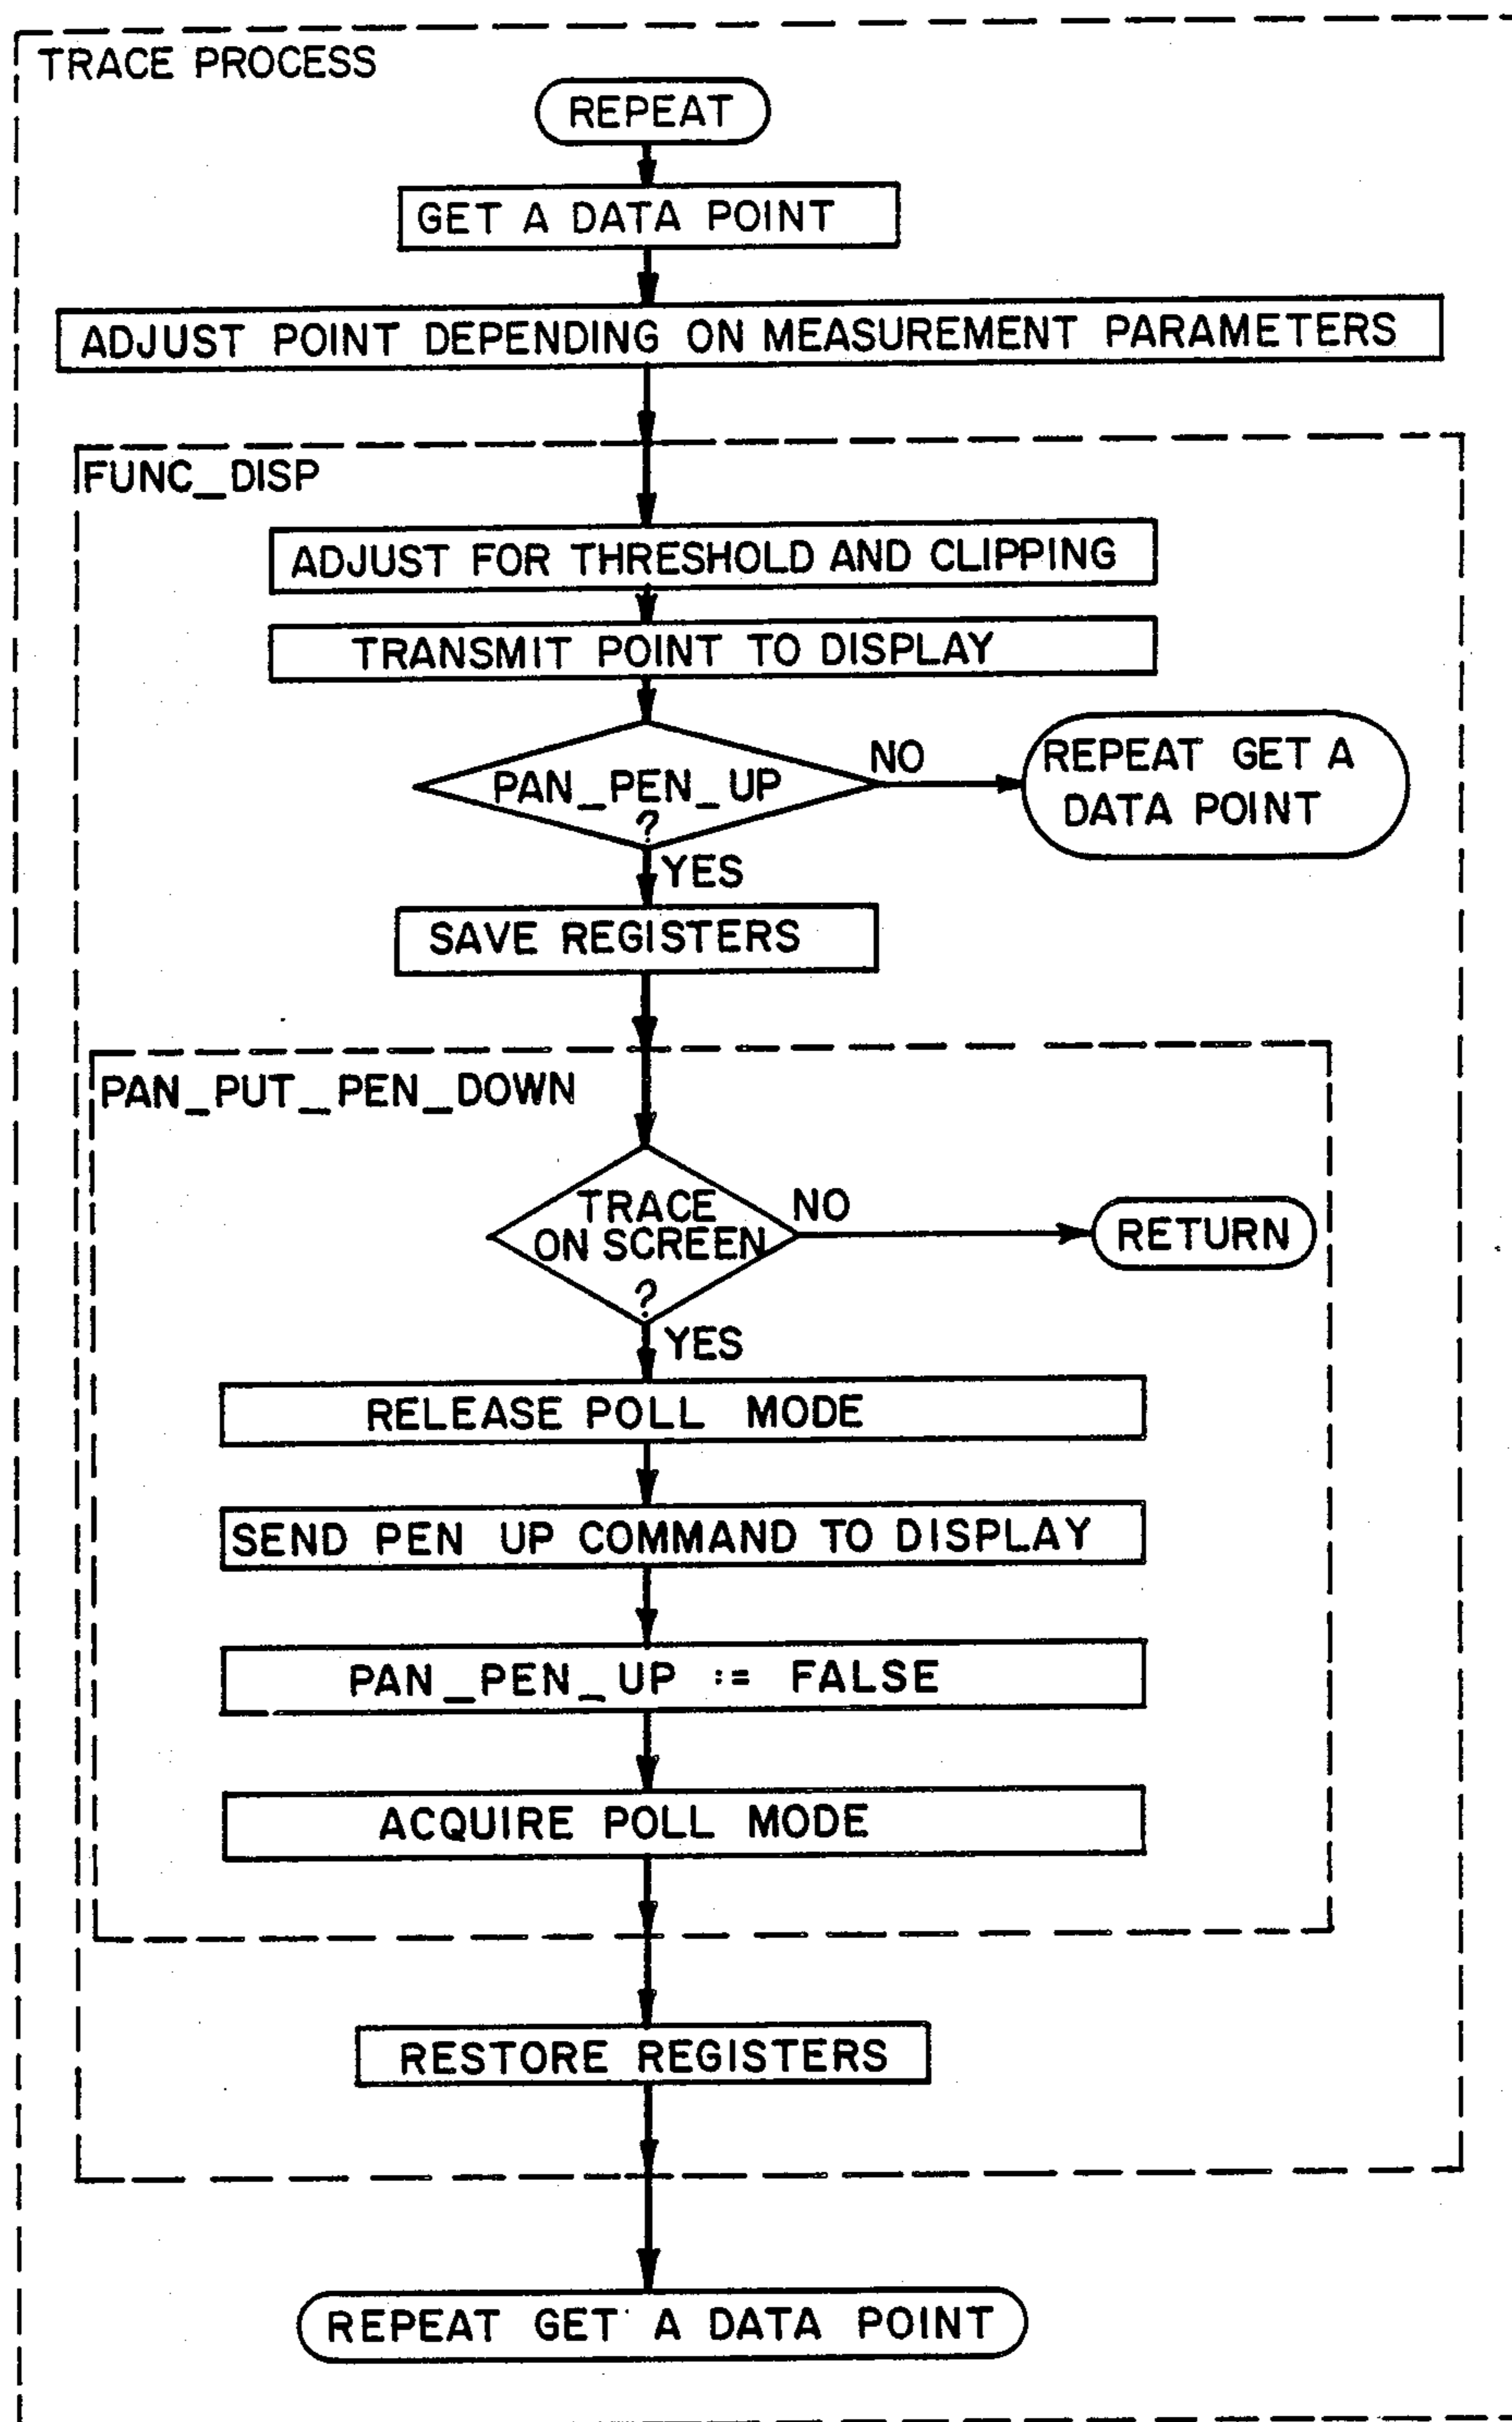 TRACE PROCESS
REPEAT
GET A DATA POINT
ADJUST POINT DEPENDING ON MEASUREMENT PARAMETERS
FUNC_DISP
ADJUST FOR THRESHOLD AND CLIPPING
TRANSMIT POINT TO DISPLAY
PAN_PEN_UP
?
NO
REPEAT GET A
DATA POINT
YES
SAVE REGISTERS
PAN_PUT_PEN_DOWN
TRACE
ON SCREEN
?
NO
RETURN
YES
RELEASE POLL MODE
SEND PEN UP COMMAND TO DISPLAY
PAN_PEN_UP := FALSE
ACQUIRE POLL MODE
RESTORE REGISTERS
REPEAT GET A DATA POINT